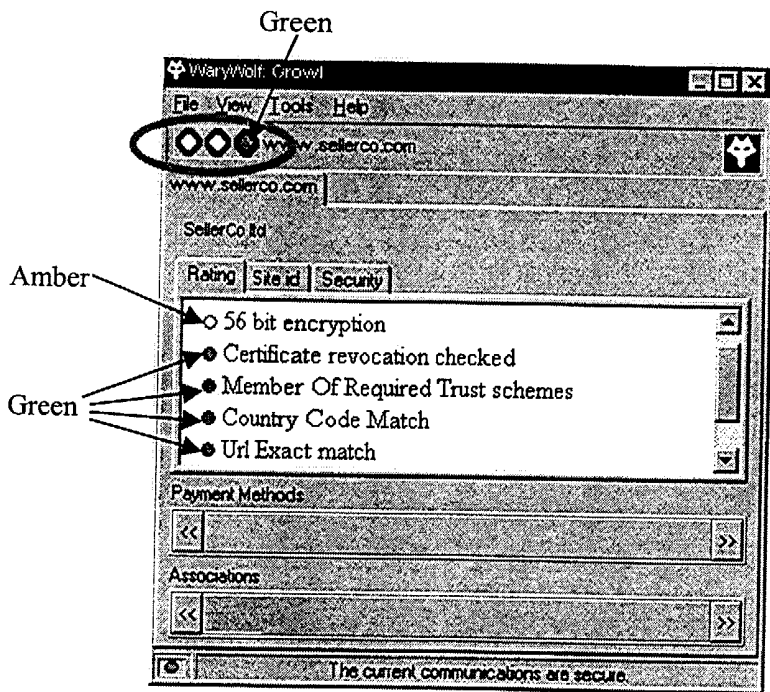 Green
WaryWolf: Growl
File View Tools Help
www.sellerco.com
www.sellerco.com
SellerCo ltd
Rating Site id Security
Amber
56 bit encryption
Certificate revocation checked
Member Of Required Trust schemes
Green
Country Code Match
Url Exact match
Payment Methods
<< >>
Associations
<< >>
The current communications are secure.